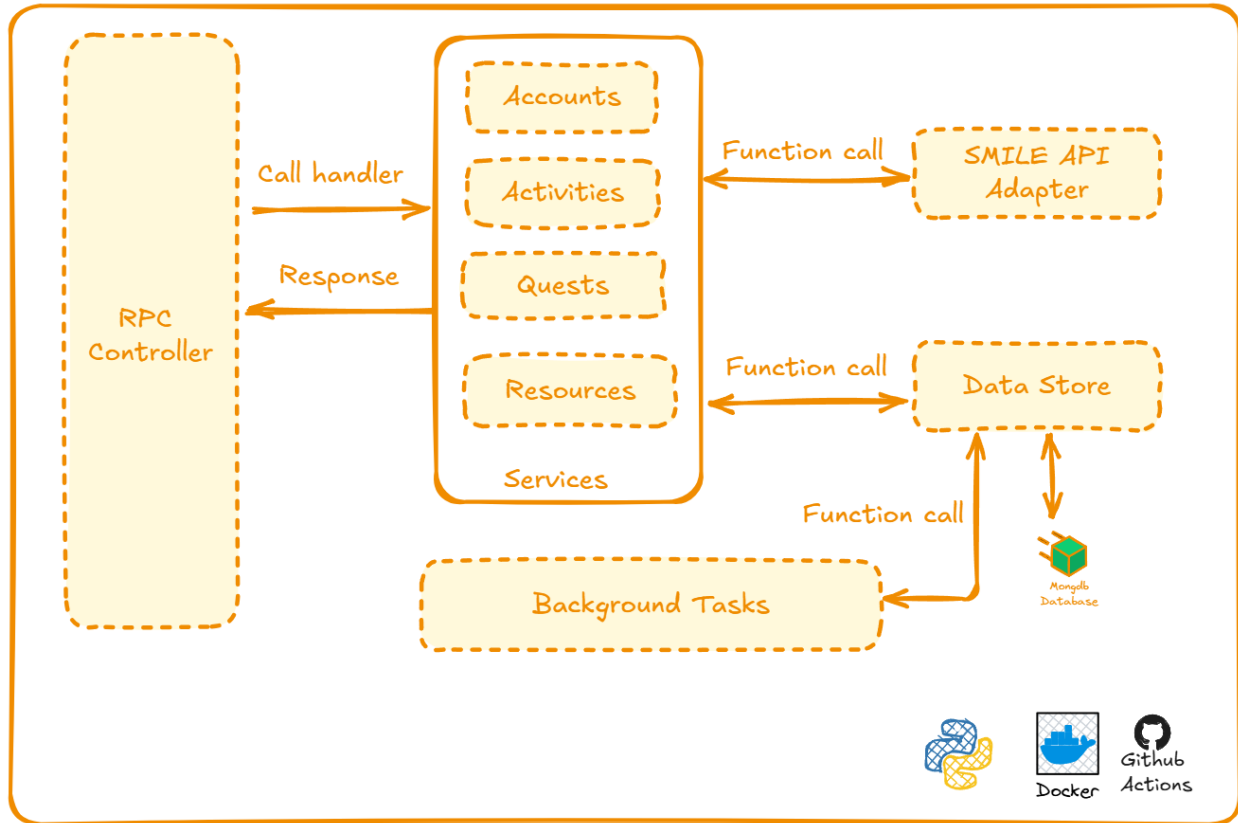 Accounts
Function call
SMILE API
Adapter
Call handler
Activities
Response
Quests
RPC
Controller
Function call
Resources
Data Store
Services
Function call
Background Tasks
Mongdb
Database
Docker
Github
Actions